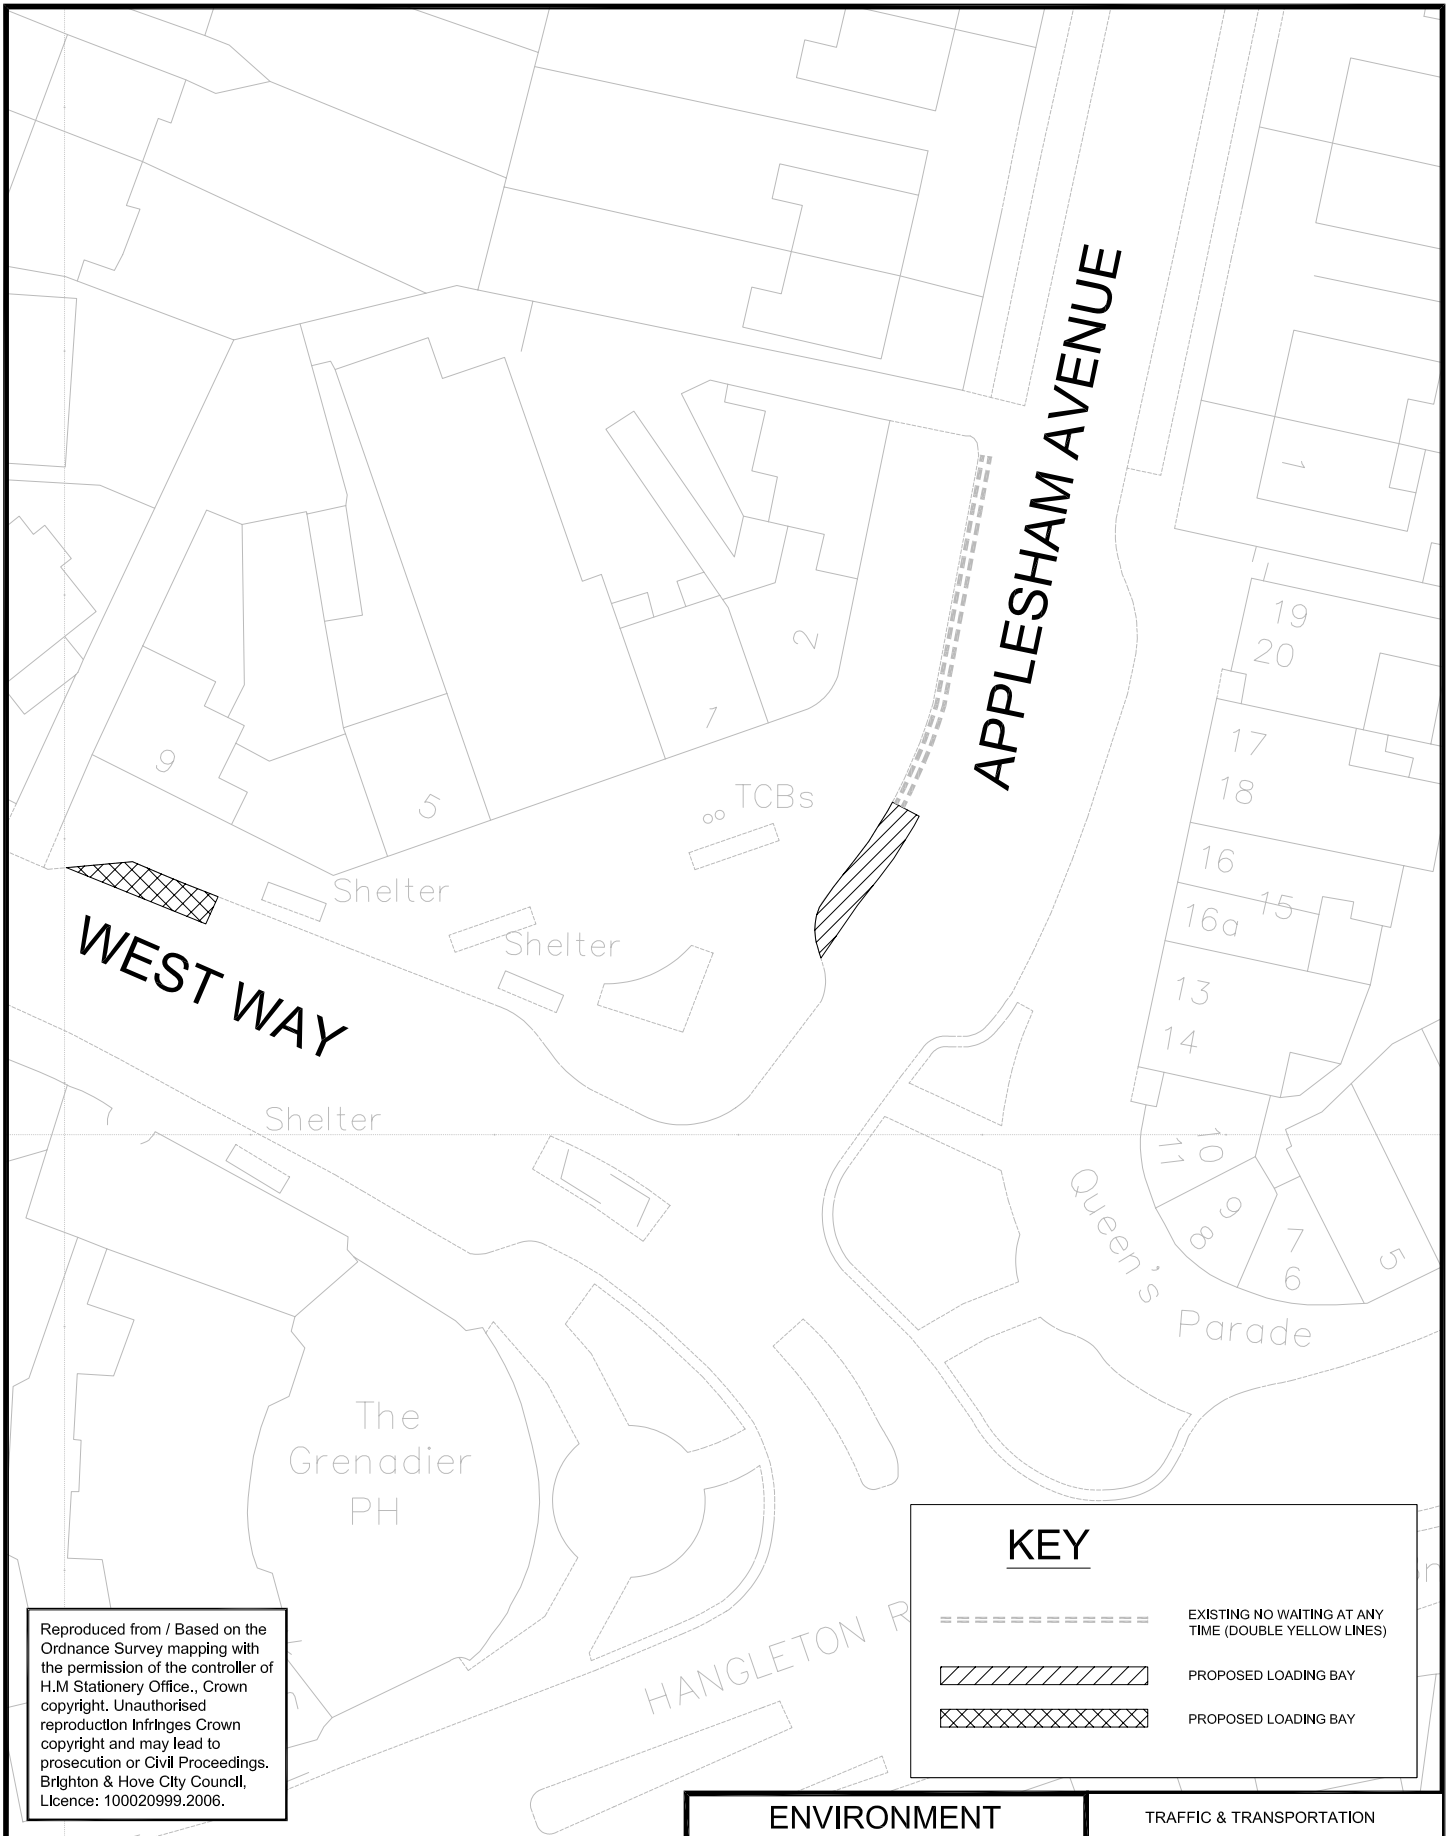 APPLESHAM AVENUE
1
19
20
2
17
1
18
9
TCBs
5
16
Shelter
15
16a
Shelter
WEST WAY
13
14
Shelter
10
11
Queen's
Parade
9
8
7
6
5
The
Grenadier
PH
HANGLETON R
KEY
EXISTING NO WAITING AT ANY
TIME (DOUBLE YELLOW LINES)
PROPOSED LOADING BAY
PROPOSED LOADING BAY
Reproduced from / Based on the
Ordnance Survey mapping with
the permission of the controller of
H.M Stationery Office., Crown
copyright. Unauthorised
reproduction Infringes Crown
copyright and may lead to
prosecution or Civil Proceedings.
Brighton & Hove City Council,
Licence: 100020999.2006.
ENVIRONMENT
TRAFFIC & TRANSPORTATION